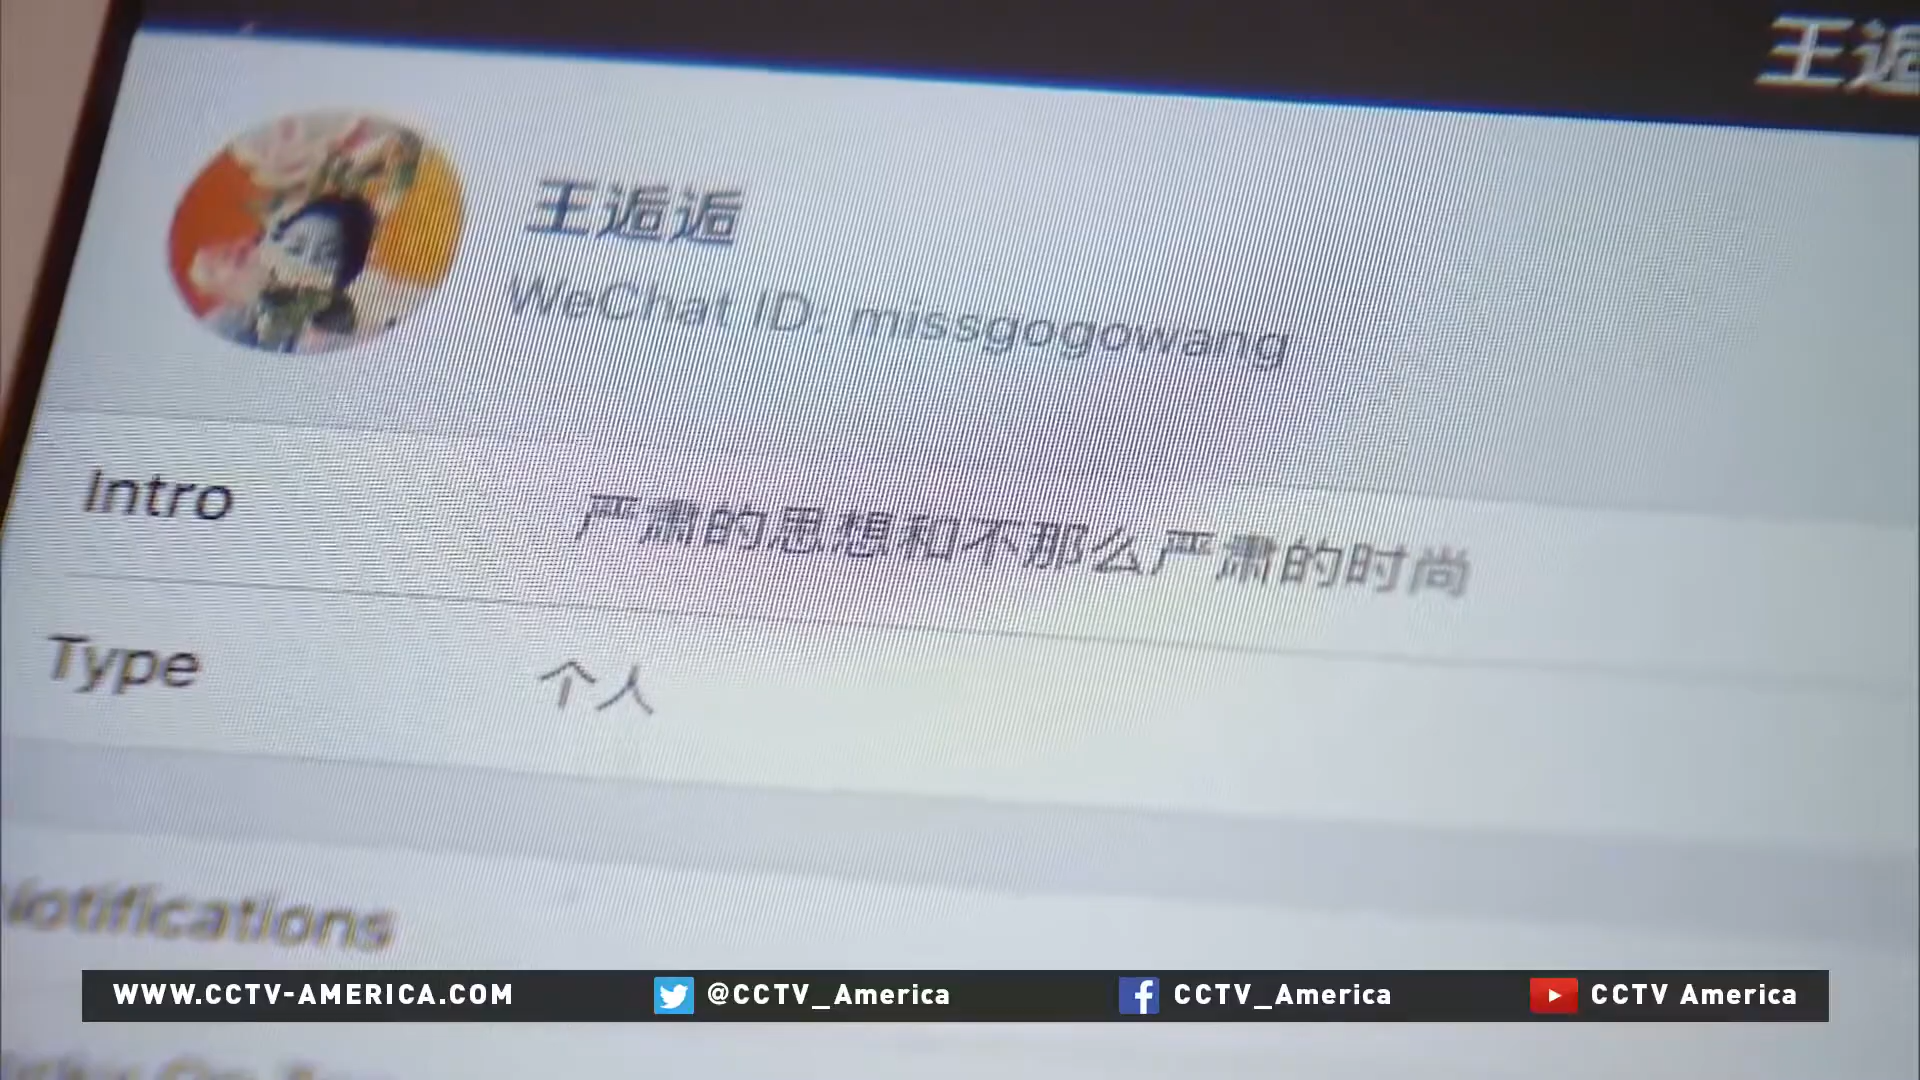 王逅
王逅逅
WeChat ID: missgogowang
Intro 严肃的思想和不那么严肃的时尚
Type 个人
Notifications
WWW.CCTV-AMERICA.COM @CCTV_America CCTV_America CCTV America